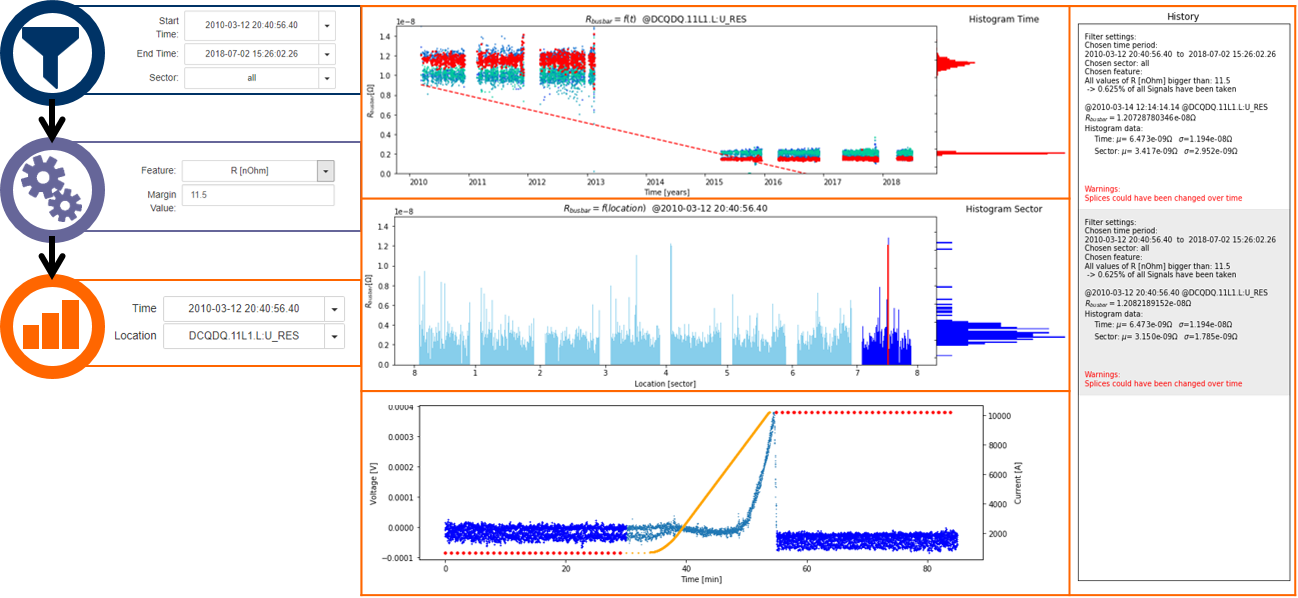 Start Time: 2010-03-12 20:40:56.40
End Time: 2018-07-02 15:26:02.26
Sector: all
Feature: R [nOhm]
Margin Value: 11.5
Time 2010-03-12 20:40:56.40
Location DCQDQ.11L1.L:U_RES
R_busbar = f(t) @DCQDQ.11L1.L:U_RES
Histogram Time
1e−8
1.4
1.2
1.0
0.8
0.6
0.4
0.2
0.0
R_busbar[Ω]
2010 2011 2012 2013 2014 2015 2016 2017 2018
Time [years]
R_busbar = f(location) @2010-03-12 20:40:56.40
Histogram Sector
1e−8
1.4
1.2
1.0
0.8
0.6
0.4
0.2
0.0
R_busbar[Ω]
8 1 2 3 4 5 6 7 8
Location [sector]
0.0004
0.0003
0.0002
0.0001
0.0000
−0.0001
Voltage [V]
10000
8000
6000
4000
2000
Current [A]
0 20 40 60 80
Time [min]
History
Filter settings:
Chosen time period:
2010-03-12 20:40:56.40 to 2018-07-02 15:26:02.26
Chosen sector: all
Chosen feature:
All values of R [nOhm] bigger than: 11.5
-> 0.625% of all Signals have been taken
@2010-03-14 12:14:14.14 @DCQDQ.11L1.L:U_RES
R_busbar = 1.20728780346e-08Ω
Histogram data:
Time: μ= 6.473e-09Ω σ=1.194e-08Ω
Sector: μ= 3.417e-09Ω σ=2.952e-09Ω
Warnings:
Splices could have been changed over time
Filter settings:
Chosen time period:
2010-03-12 20:40:56.40 to 2018-07-02 15:26:02.26
Chosen sector: all
Chosen feature:
All values of R [nOhm] bigger than: 11.5
-> 0.625% of all Signals have been taken
@2010-03-12 20:40:56.40 @DCQDQ.11L1.L:U_RES
R_busbar = 1.2082189152e-08Ω
Histogram data:
Time: μ= 6.473e-09Ω σ=1.194e-08Ω
Sector: μ= 3.150e-09Ω σ=1.785e-09Ω
Warnings:
Splices could have been changed over time